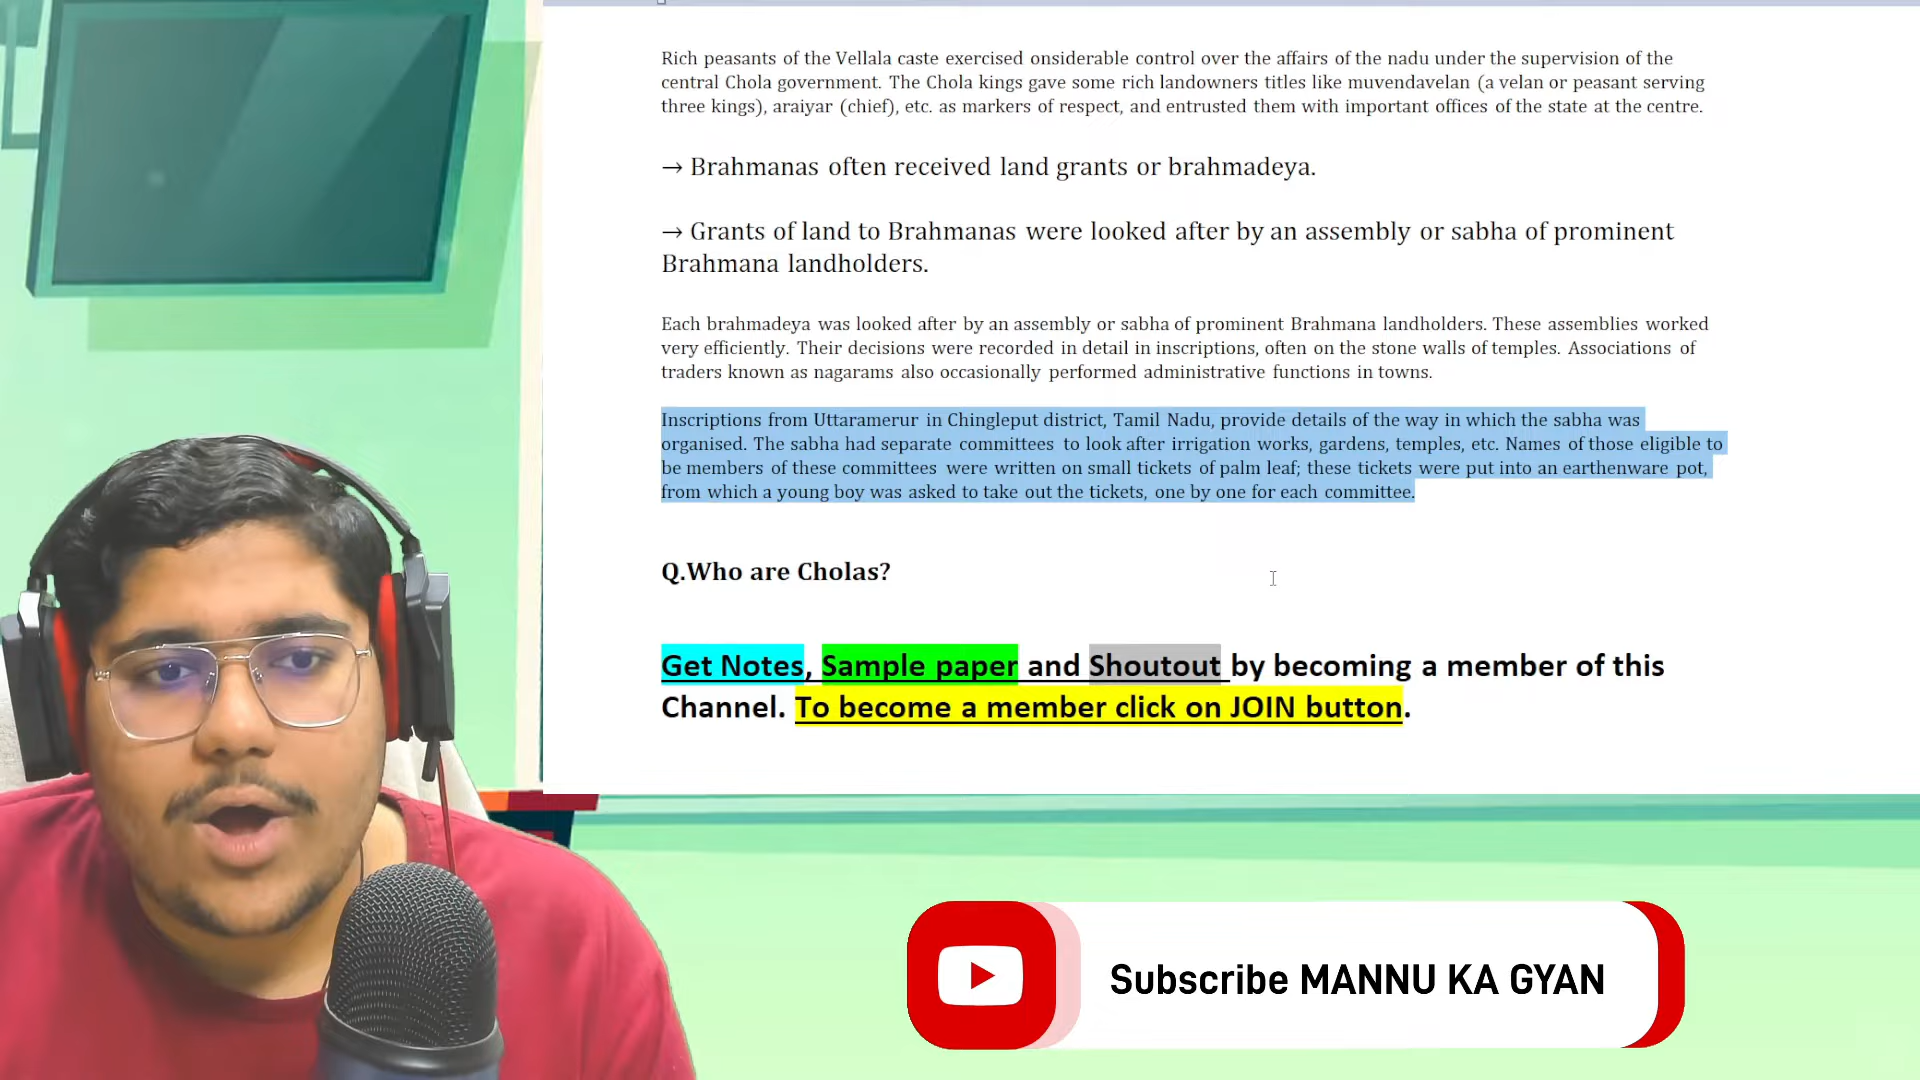 Rich peasants of the Vellala caste exercised onsiderable control over the affairs of the nadu under the supervision of the
central Chola government. The Chola kings gave some rich landowners titles like muvendavelan (a velan or peasant serving
three kings), araiyar (chief), etc. as markers of respect, and entrusted them with important offices of the state at the centre.
→ Brahmanas often received land grants or brahmadeya.
→ Grants of land to Brahmanas were looked after by an assembly or sabha of prominent
Brahmana landholders.
Each brahmadeya was looked after by an assembly or sabha of prominent Brahmana landholders. These assemblies worked
very efficiently. Their decisions were recorded in detail in inscriptions, often on the stone walls of temples. Associations of
traders known as nagarams also occasionally performed administrative functions in towns.
Inscriptions from Uttaramerur in Chingleput district, Tamil Nadu, provide details of the way in which the sabha was
organised. The sabha had separate committees to look after irrigation works, gardens, temples, etc. Names of those eligible to
be members of these committees were written on small tickets of palm leaf; these tickets were put into an earthenware pot,
from which a young boy was asked to take out the tickets, one by one for each committee.
Q.Who are Cholas?
Get Notes, Sample paper and Shoutout by becoming a member of this
Channel. To become a member click on JOIN button.
Subscribe MANNU KA GYAN